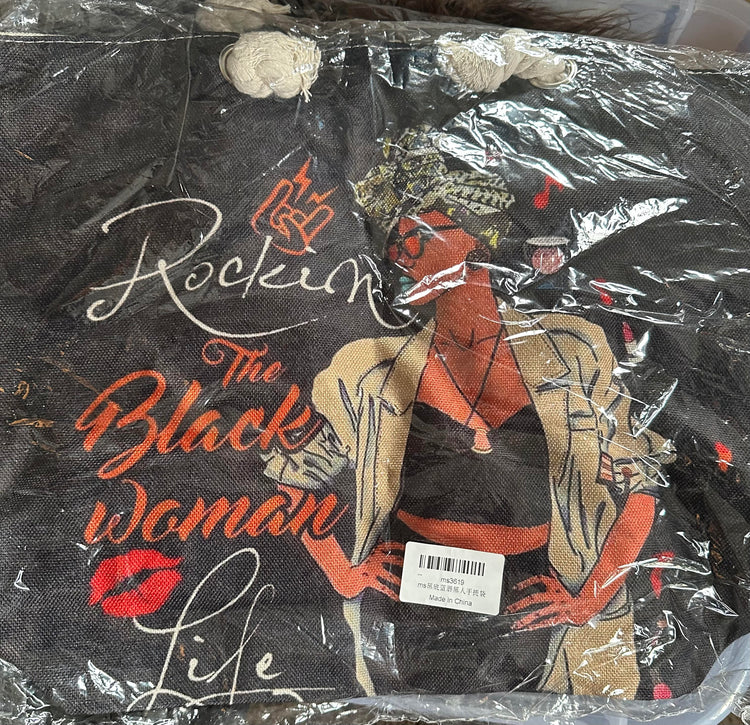 Rockin
The
Black
woman
Life
ms3619
Made In China